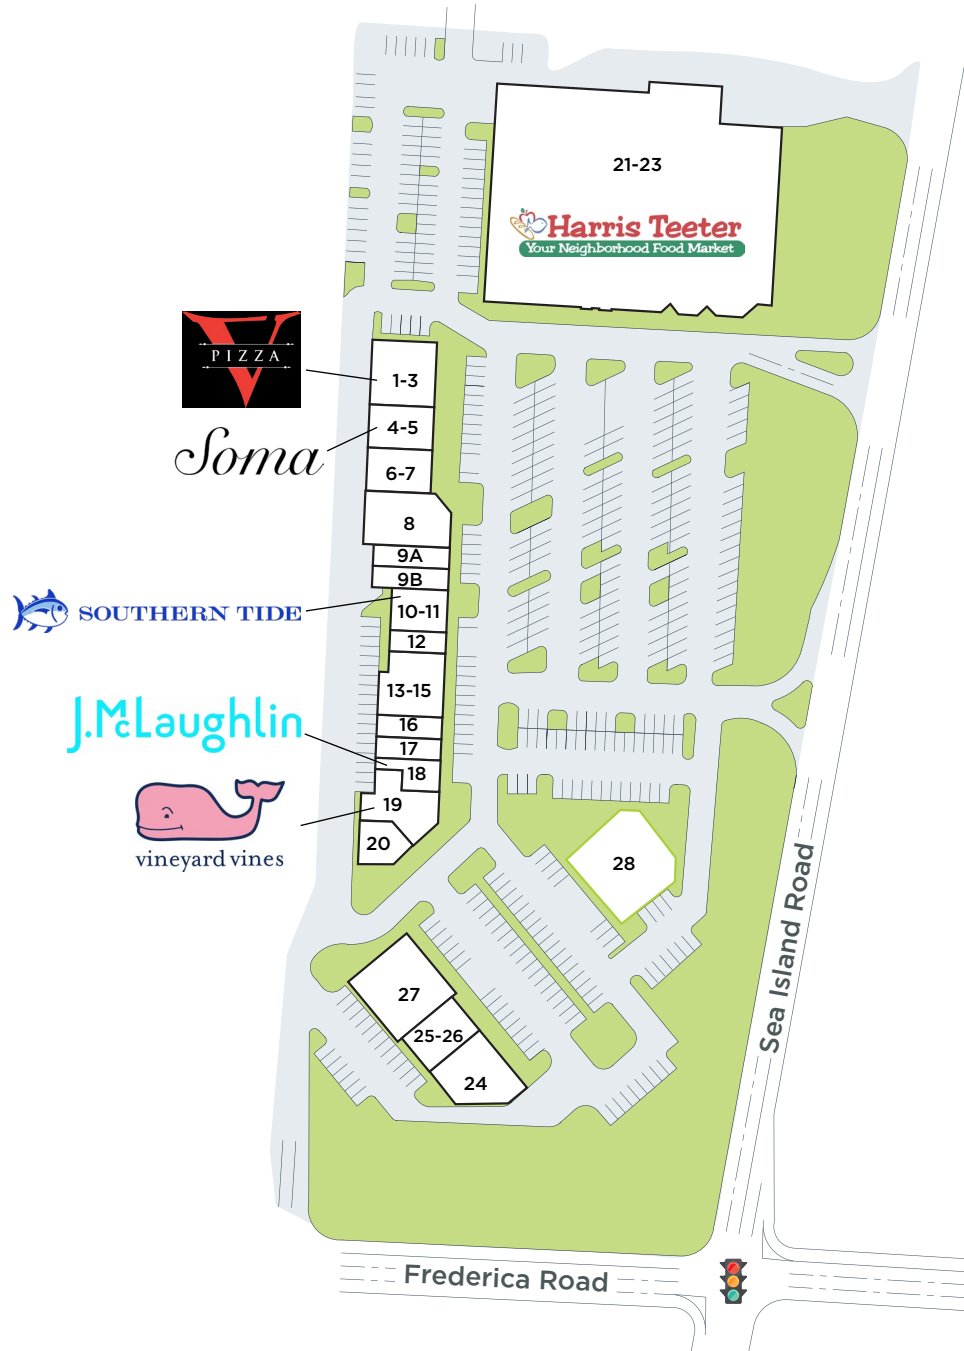 21-23
Harris Teeter
Your Neighborhood Food Market
V
PIZZA
1-3
Soma
4-5
6-7
8
9A
9B
SOUTHERN TIDE
10-11
12
13-15
J.McLaughlin
16
17
18
19
vineyard vines
20
28
Sea Island Road
27
25-26
24
Frederica Road